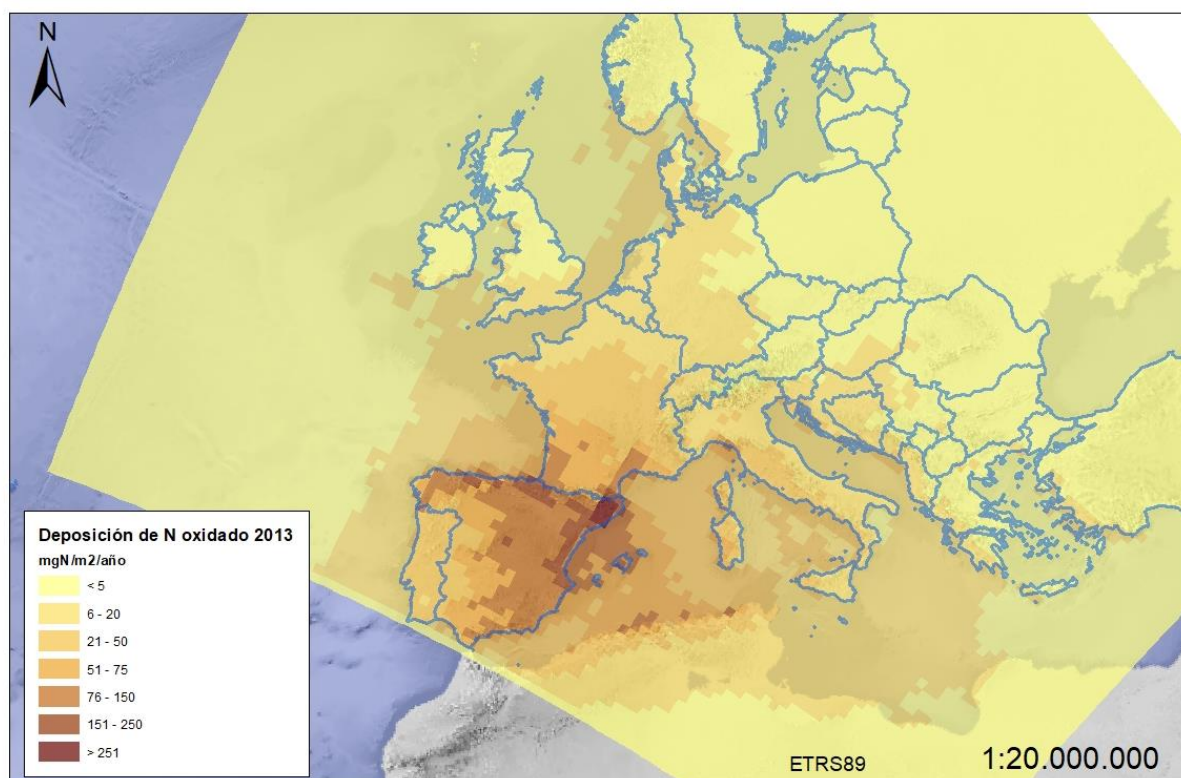 N
Deposición de N oxidado 2013
mgN/m2/año
< 5
6 - 20
21 - 50
51 - 75
76 - 150
151 - 250
> 251
ETRS89
1:20.000.000